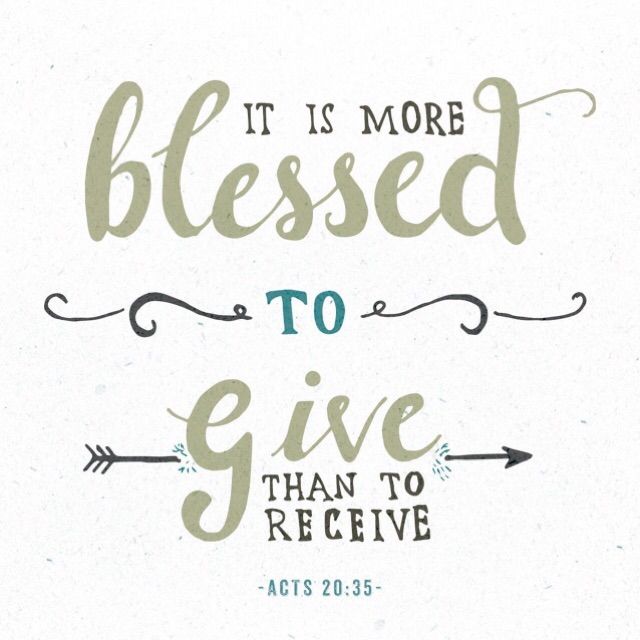 IT IS MORE
blessed
TO
give
THAN TO
RECEIVE
-ACTS 20:35-